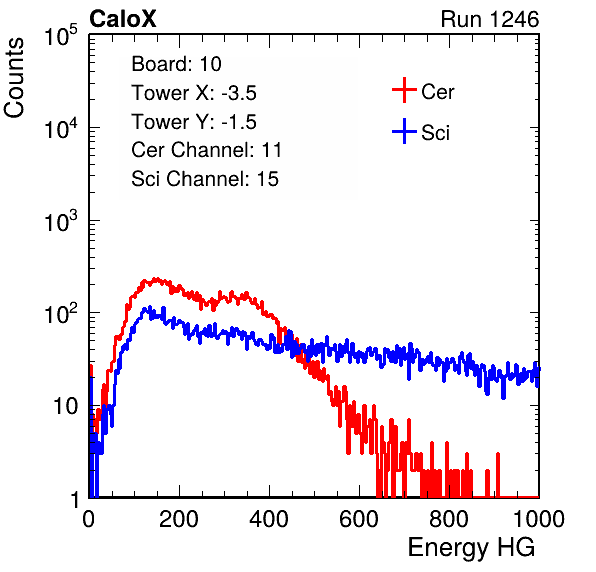 CaloX Run 1246
Counts
Board: 10
Tower X: -3.5
Tower Y: -1.5
Cer Channel: 11
Sci Channel: 15
Cer
Sci
10^5
10^4
10^3
10^2
10
1
0 200 400 600 800 1000
Energy HG